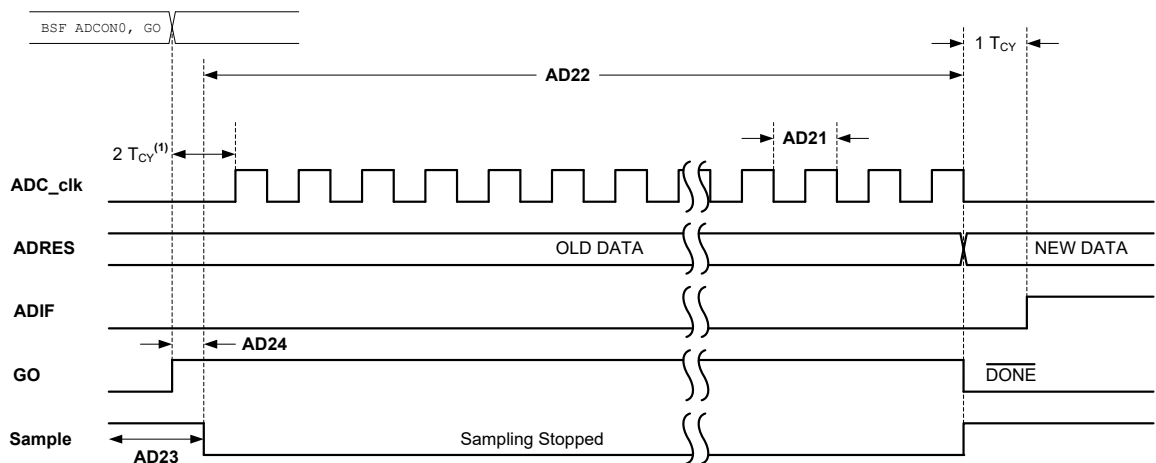 BSF ADCON0, GO
1 TCY
AD22
AD21
2 TCY(1)
ADC_clk
ADRES
OLD DATA
NEW DATA
ADIF
AD24
GO
DONE
Sample
Sampling Stopped
AD23